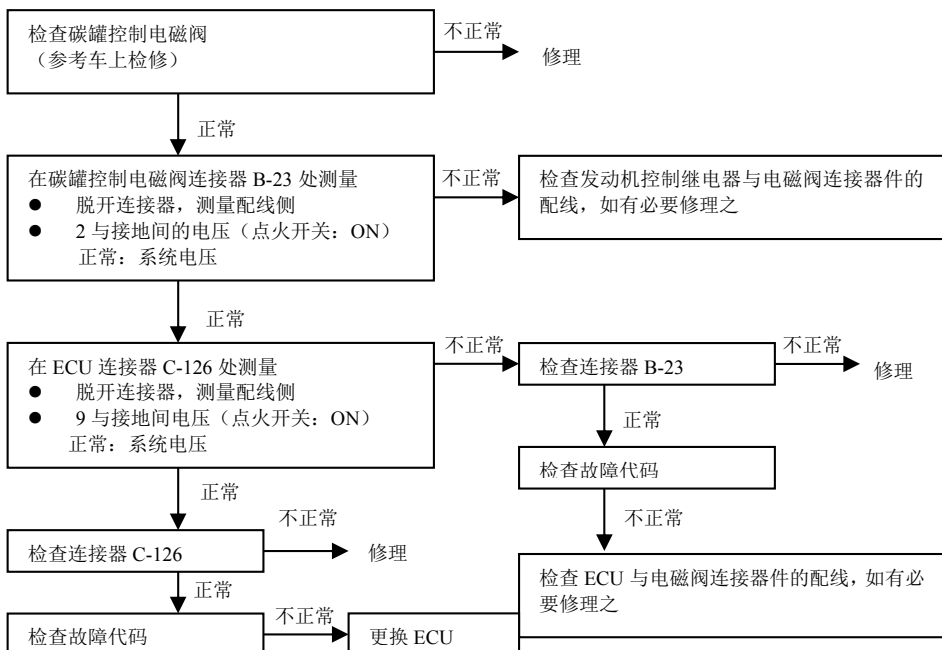 检查碳罐控制电磁阀
（参考车上检修）
不正常
修理
正常
在碳罐控制电磁阀连接器 B-23 处测量
● 脱开连接器，测量配线侧
● 2 与接地间的电压（点火开关：ON）
正常：系统电压
不正常
检查发动机控制继电器与电磁阀连接器件的
配线，如有必要修理之
正常
在 ECU 连接器 C-126 处测量
● 脱开连接器，测量配线侧
● 9 与接地间电压（点火开关：ON）
正常：系统电压
不正常
检查连接器 B-23
不正常
修理
正常
检查故障代码
不正常
检查 ECU 与电磁阀连接器件的配线，如有必
要修理之
正常
检查连接器 C-126
不正常
修理
正常
检查故障代码
不正常
更换 ECU